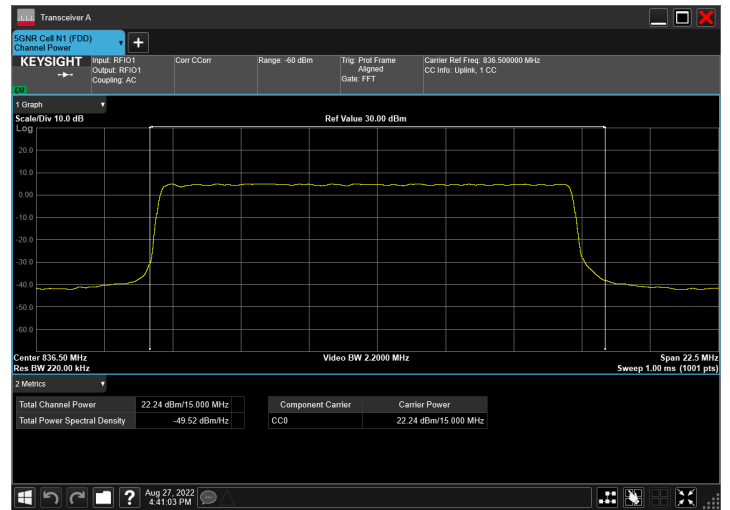 Transceiver A
5GNR Cell N1 (FDD)
Channel Power
KEYSIGHT
LXI
Input: RFIO1
Output: RFIO1
Coupling: AC
Corr CCorr
Range: -60 dBm
Trig: Prot Frame
Aligned
Gate: FFT
Carrier Ref Freq: 836.500000 MHz
CC Info: Uplink, 1 CC
1 Graph
Scale/Div 10.0 dB
Ref Value 30.00 dBm
Log
20.0
10.0
0.00
-10.0
-20.0
-30.0
-40.0
-50.0
-60.0
Center 836.50 MHz
Video BW 2.2000 MHz
Span 22.5 MHz
Res BW 220.00 kHz
Sweep 1.00 ms (1001 pts)
2 Metrics
Total Channel Power 22.24 dBm/15.000 MHz
Total Power Spectral Density -49.52 dBm/Hz
Component Carrier Carrier Power
CC0 22.24 dBm/15.000 MHz
?
Aug 27, 2022
4:41:03 PM